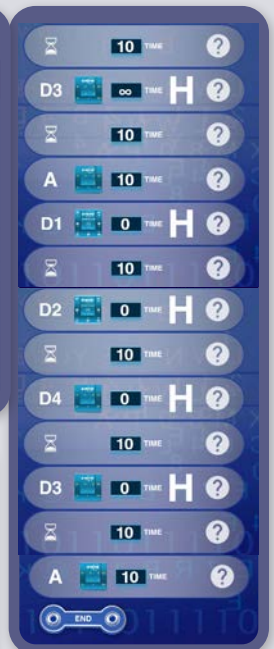 10 TIME ?
D3 ∞ TIME H ?
10 TIME ?
A 10 TIME ?
D1 0 TIME H ?
10 TIME ?
D2 0 TIME H ?
10 TIME ?
D4 0 TIME H ?
10 TIME ?
D3 0 TIME H ?
10 TIME ?
A 10 TIME ?
END